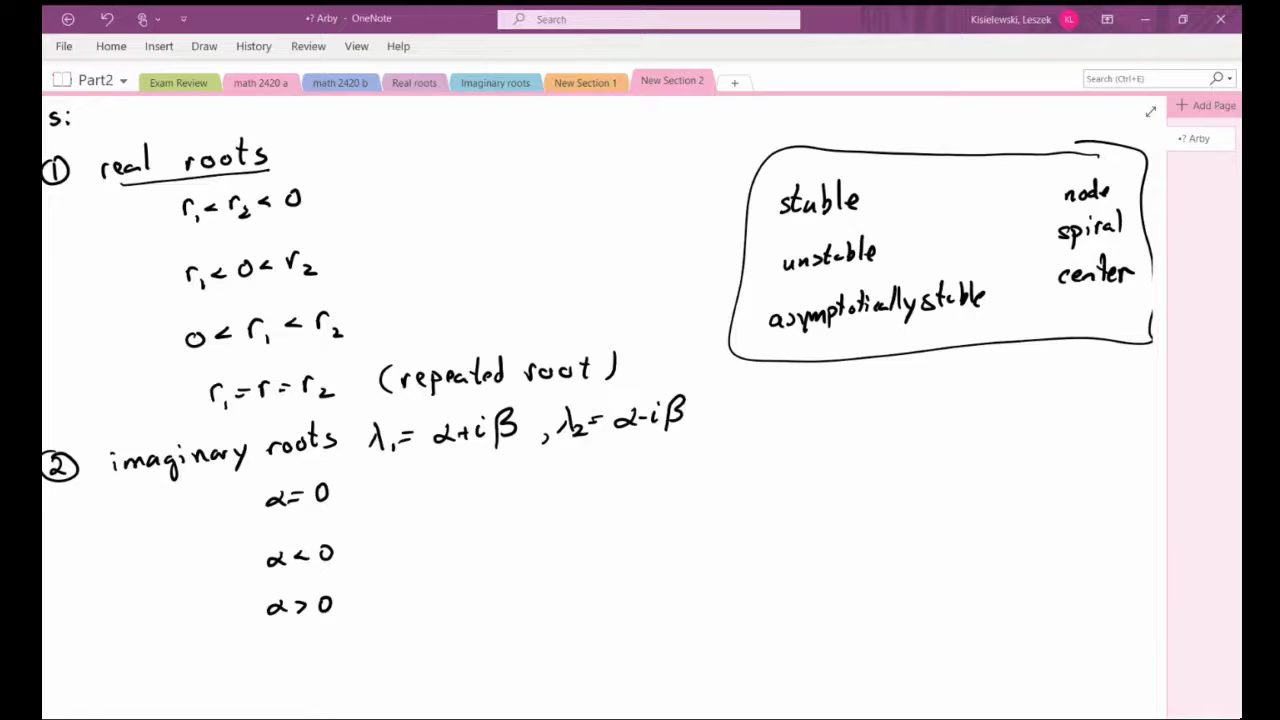 •? Arby - OneNote
Search
Kisielewski, Leszek
KL
File Home Insert Draw History Review View Help
Part2
Exam Review
math 2420 a
math 2420 b
Real roots
Imaginary roots
New Section 1
New Section 2
+
Search (Ctrl+E)
+ Add Page
•? Arby
s:
① real roots
r₁ < r₂ < 0
r₁ < 0 < r₂
0 < r₁ < r₂
r₁ = r = r₂ (repeated root)
② imaginary roots λ₁ = α+iβ , λ₂ = α-iβ
α = 0
α < 0
α > 0
stable
unstable
asymptotically stable
node
spiral
center